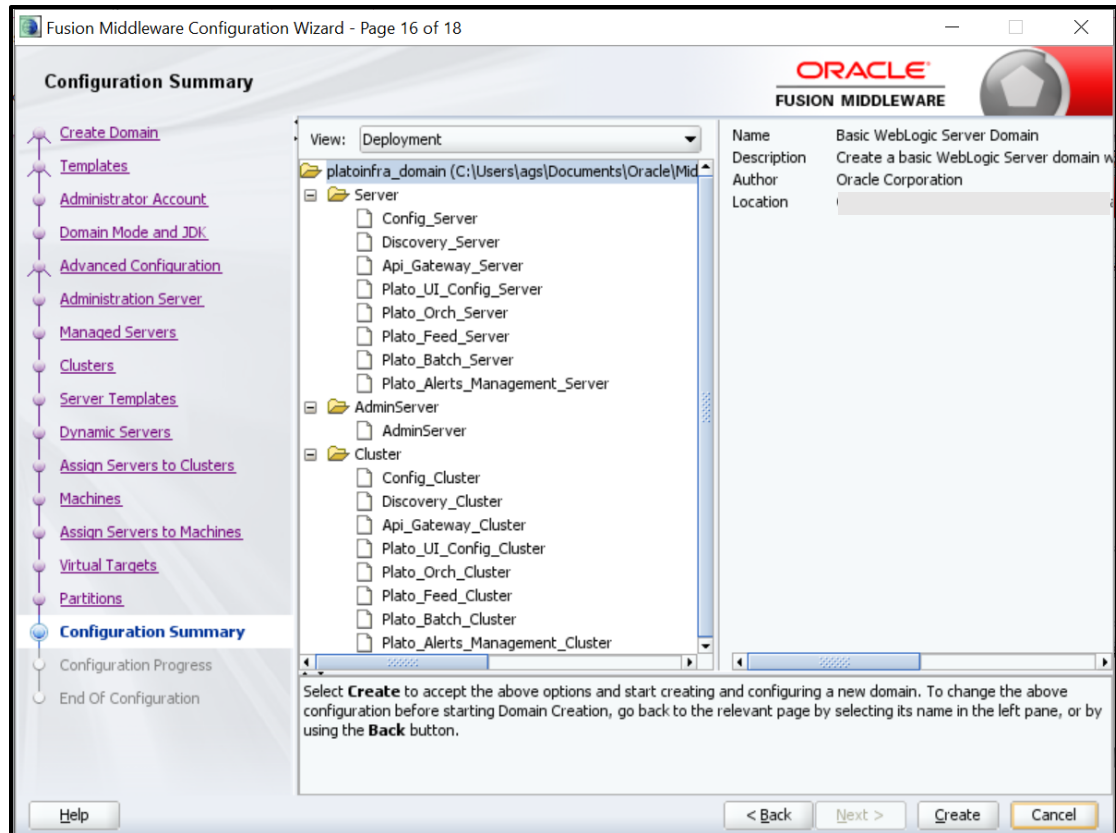 Fusion Middleware Configuration Wizard - Page 16 of 18
Configuration Summary
ORACLE
FUSION MIDDLEWARE
Create Domain
Templates
Administrator Account
Domain Mode and JDK
Advanced Configuration
Administration Server
Managed Servers
Clusters
Server Templates
Dynamic Servers
Assign Servers to Clusters
Machines
Assign Servers to Machines
Virtual Targets
Partitions
Configuration Summary
Configuration Progress
End Of Configuration
View: Deployment
platoinfra_domain (C:\Users\ags\Documents\Oracle\Mid
Server
Config_Server
Discovery_Server
Api_Gateway_Server
Plato_UI_Config_Server
Plato_Orch_Server
Plato_Feed_Server
Plato_Batch_Server
Plato_Alerts_Management_Server
AdminServer
AdminServer
Cluster
Config_Cluster
Discovery_Cluster
Api_Gateway_Cluster
Plato_UI_Config_Cluster
Plato_Orch_Cluster
Plato_Feed_Cluster
Plato_Batch_Cluster
Plato_Alerts_Management_Cluster
Name Basic WebLogic Server Domain
Description Create a basic WebLogic Server domain w
Author Oracle Corporation
Location
Select Create to accept the above options and start creating and configuring a new domain. To change the above
configuration before starting Domain Creation, go back to the relevant page by selecting its name in the left pane, or by
using the Back button.
Help
< Back Next > Create Cancel